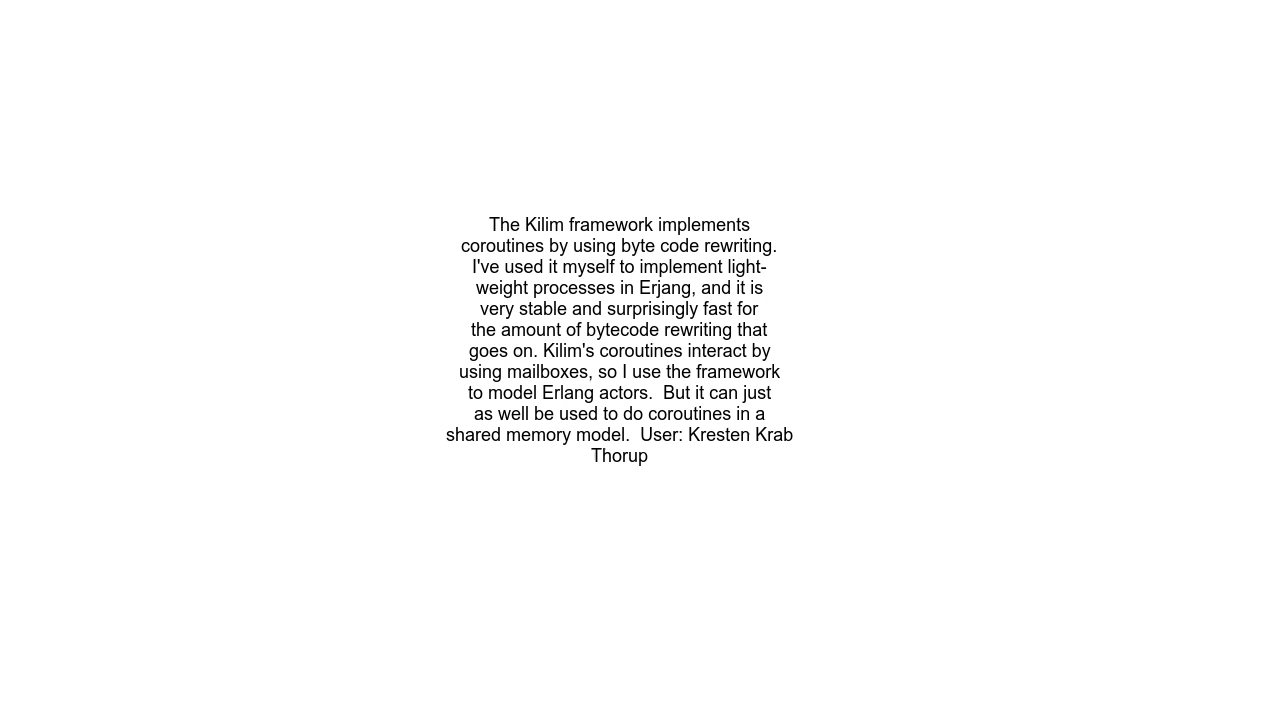 The Kilim framework implements
coroutines by using byte code rewriting.
I've used it myself to implement light-
weight processes in Erjang, and it is
very stable and surprisingly fast for
the amount of bytecode rewriting that
goes on. Kilim's coroutines interact by
using mailboxes, so I use the framework
to model Erlang actors.  But it can just
as well be used to do coroutines in a
shared memory model.  User: Kresten Krab
Thorup